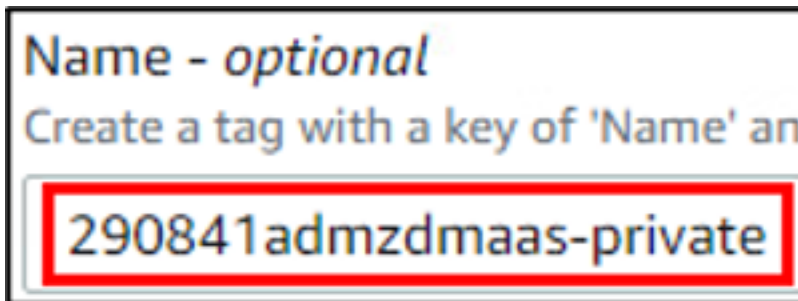 Name - optional
Create a tag with a key of 'Name' an
290841admzdmaas-private